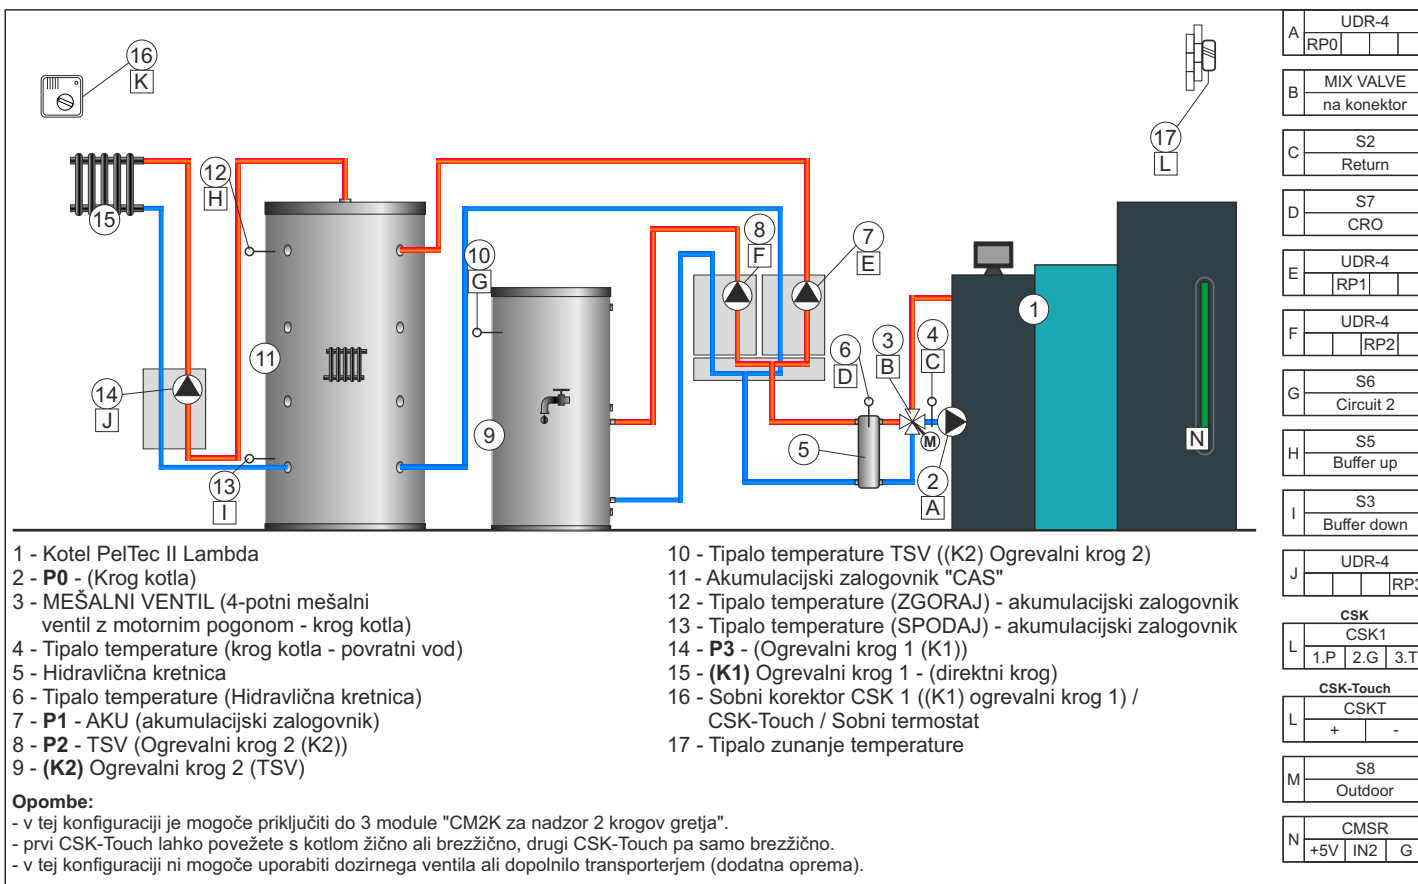 16
K
17
L
12
H
15
10
G
8
F
7
E
1
11
14
J
9
6
D
3
B
4
C
5
M
2
A
13
I
N
1 - Kotel PelTec II Lambda
2 - P0 - (Krog kotla)
3 - MEŠALNI VENTIL (4-potni mešalni
ventil z motornim pogonom - krog kotla)
4 - Tipalo temperature (krog kotla - povratni vod)
5 - Hidravlična kretnica
6 - Tipalo temperature (Hidravlična kretnica)
7 - P1 - AKU (akumulacijski zalogovnik)
8 - P2 - TSV (Ogrevalni krog 2 (K2))
9 - (K2) Ogrevalni krog 2 (TSV)
10 - Tipalo temperature TSV ((K2) Ogrevalni krog 2)
11 - Akumulacijski zalogovnik "CAS"
12 - Tipalo temperature (ZGORAJ) - akumulacijski zalogovnik
13 - Tipalo temperature (SPODAJ) - akumulacijski zalogovnik
14 - P3 - (Ogrevalni krog 1 (K1))
15 - (K1) Ogrevalni krog 1 - (direktni krog)
16 - Sobni korektor CSK 1 ((K1) ogrevalni krog 1) /
CSK-Touch / Sobni termostat
17 - Tipalo zunanje temperature
Opombe:
- v tej konfiguraciji je mogoče priključiti do 3 module "CM2K za nadzor 2 krogov gretja".
- prvi CSK-Touch lahko povežete s kotlom žično ali brezžično, drugi CSK-Touch pa samo brezžično.
- v tej konfiguraciji ni mogoče uporabiti dozirnega ventila ali dopolnilo transporterjem (dodatna oprema).
A UDR-4
RP0
B MIX VALVE
na konektor
C S2
Return
D S7
CRO
E UDR-4
RP1
F UDR-4
RP2
G S6
Circuit 2
H S5
Buffer up
I S3
Buffer down
J UDR-4
RP3
CSK
L CSK1
1.P 2.G 3.T
CSK-Touch
L CSKT
+ -
M S8
Outdoor
N CMSR
+5V IN2 G